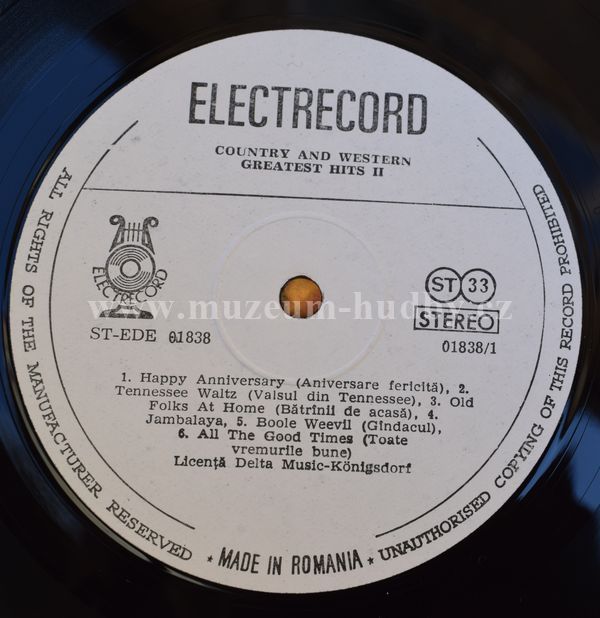 ELECTRECORD
COUNTRY AND WESTERN
GREATEST HITS II
ELECTRECORD
ST-EDE 01838
ST 33
STEREO
01838/1
www.muzeum-hudby.cz
1. Happy Anniversary (Aniversare fericită), 2.
Tennessee Waltz (Valsul din Tennessee), 3. Old
Folks At Home (Bătrînii de acasă), 4.
Jambalaya, 5. Boole Weevil (Gîndacul),
6. All The Good Times (Toate
vremurile bune)
Licență Delta Music-Königsdorf
ALL RIGHTS OF THE MANUFACTURER RESERVED
* MADE IN ROMANIA *
UNAUTHORISED COPYING OF THIS RECORD PROHIBITED